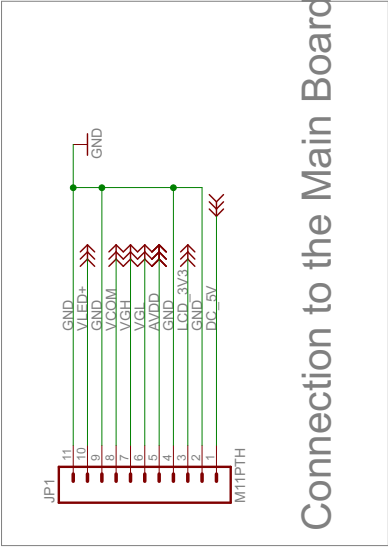 Connection to the Main Board
GND
GND
VLED+
GND
VCOM
VGH
VGL
AVDD
GND
LCD_3V3
GND
DC_5V
11
10
9
8
7
6
5
4
3
2
1
JP1
M11PTH